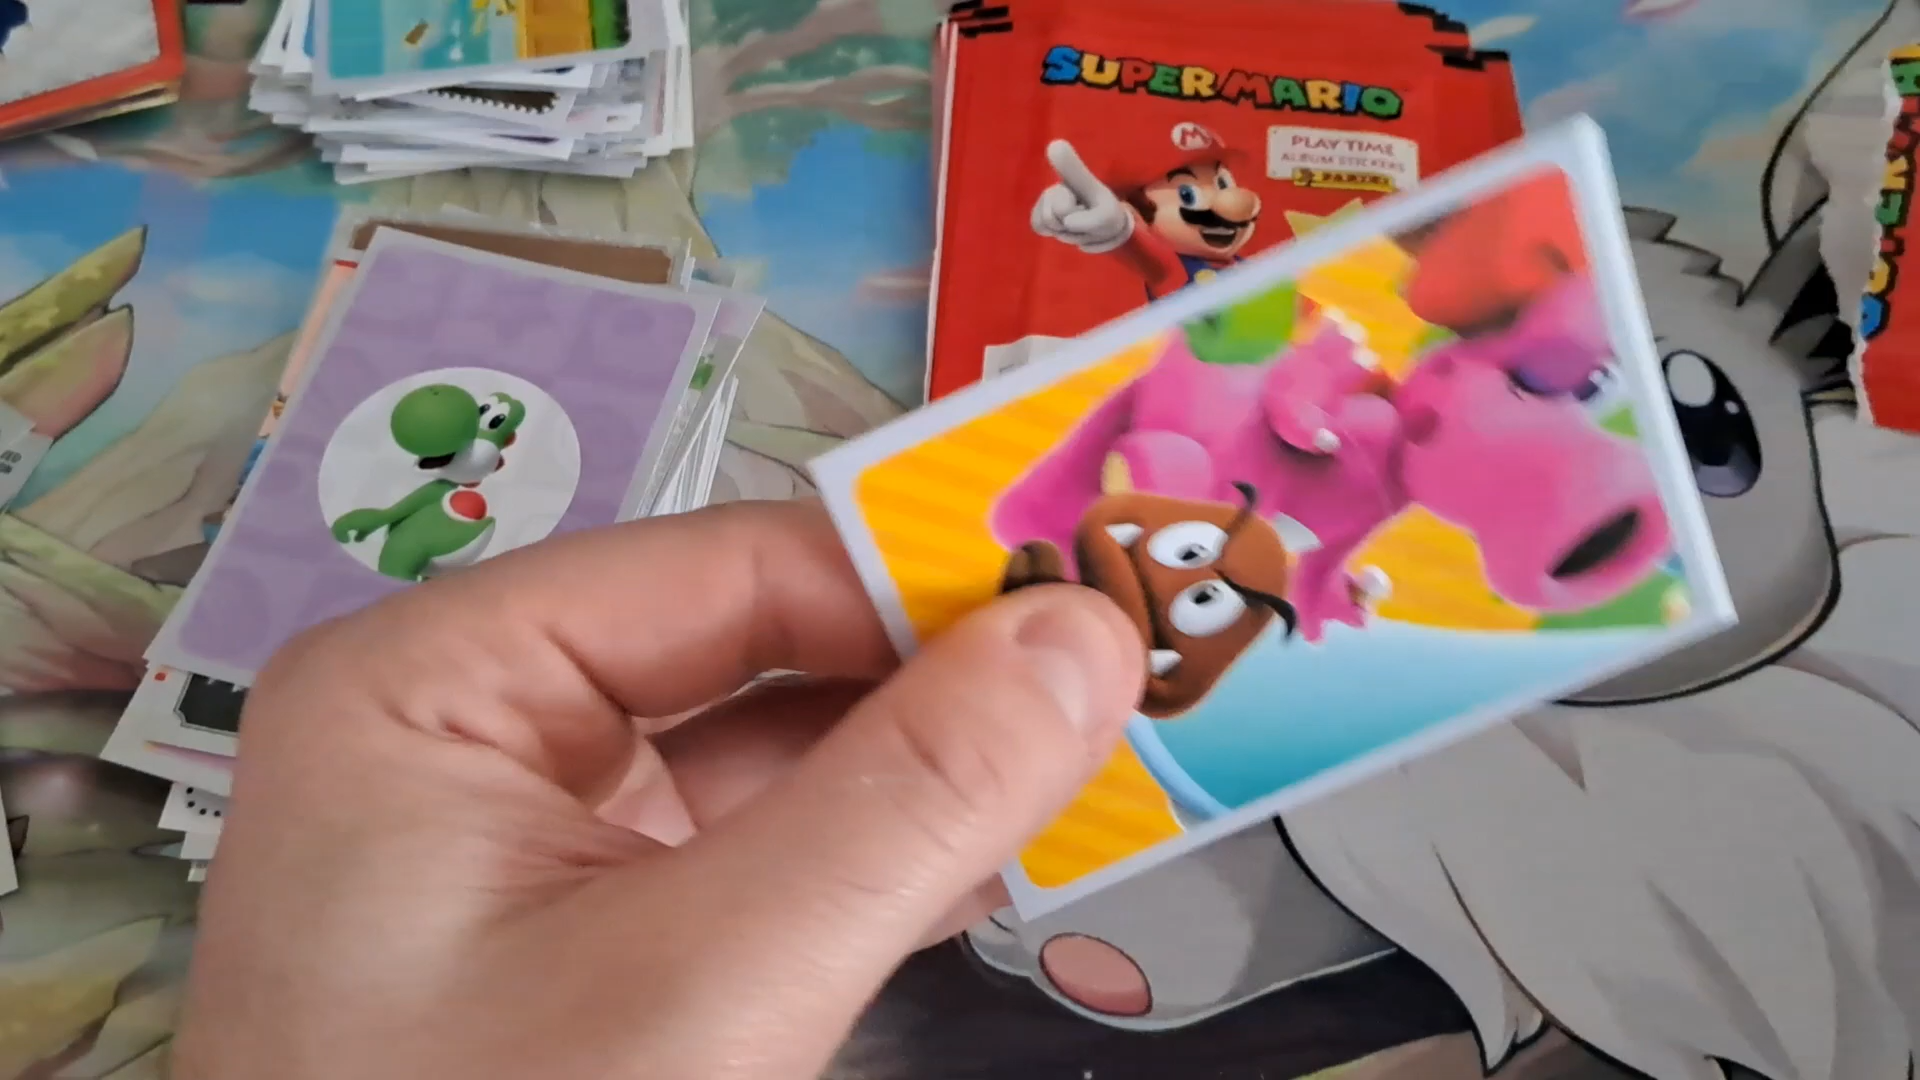 SUPER MARIO
M
PLAY TIME
ALBUM STICKERS
PANINI